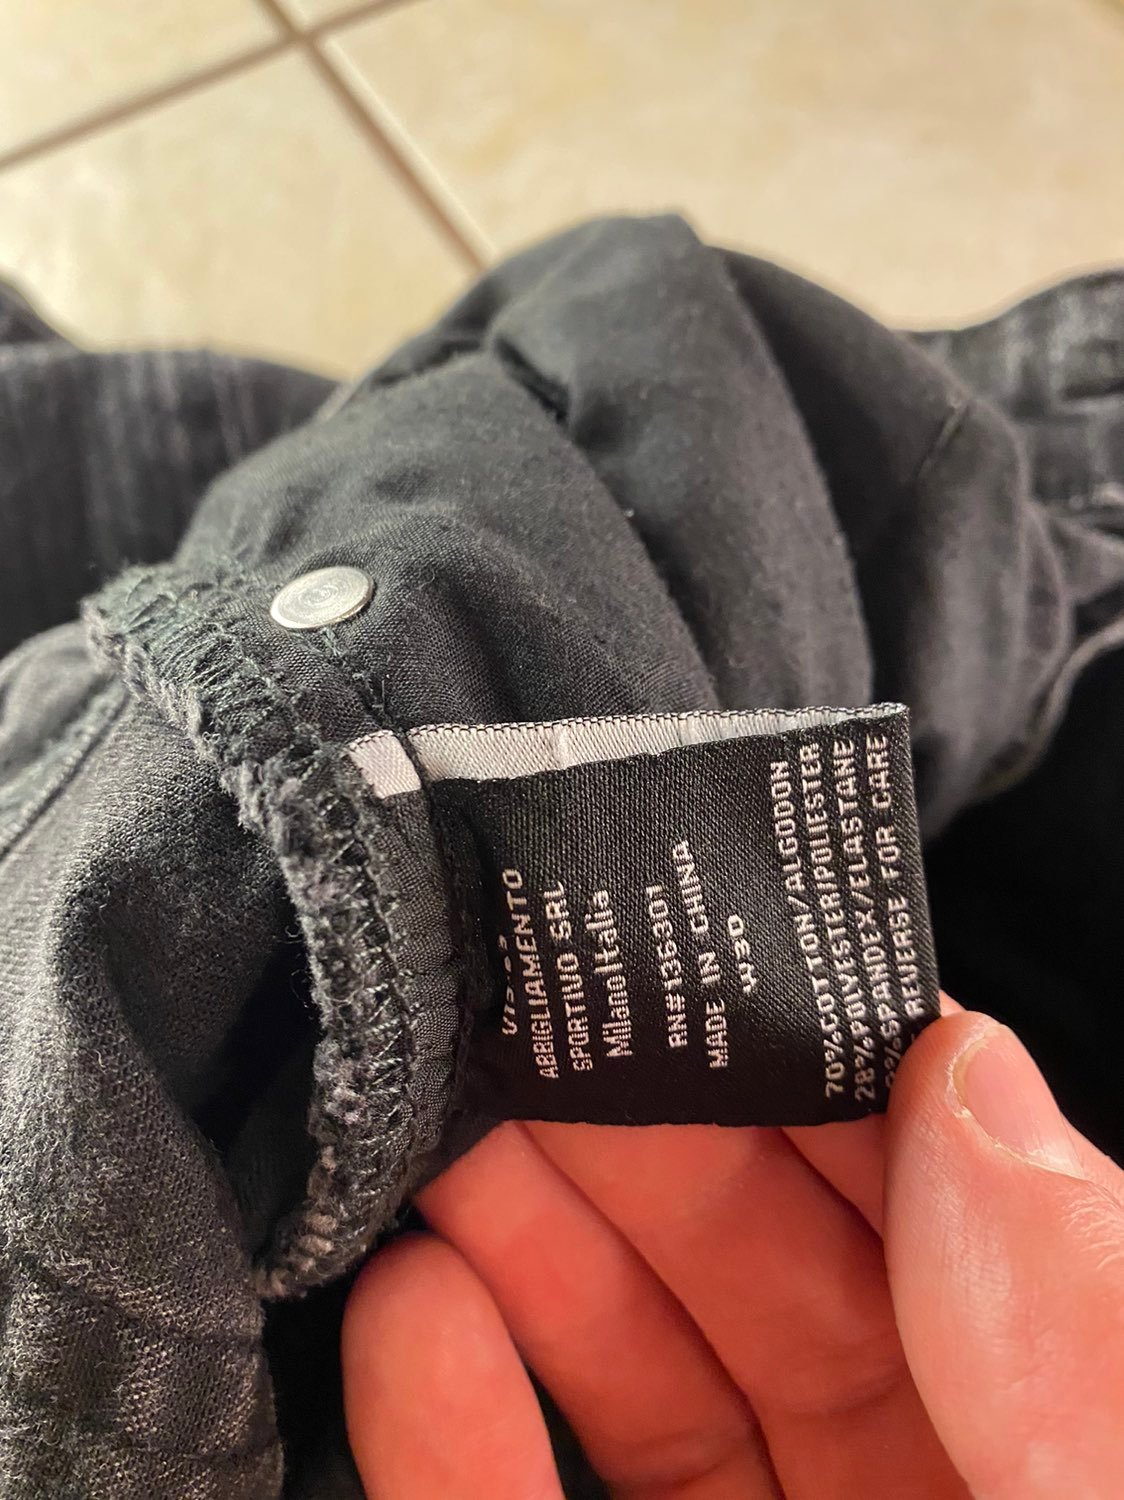 ABBIGLIAMENTO
SPORTIVO SRL
MilanoItalia
RN#136301
MADE IN CHINA
W30
70%COTTON/ALGODON
28%POLYESTER/POLIESTER
2%SPANDEX/ELASTANE
REVERSE FOR CARE